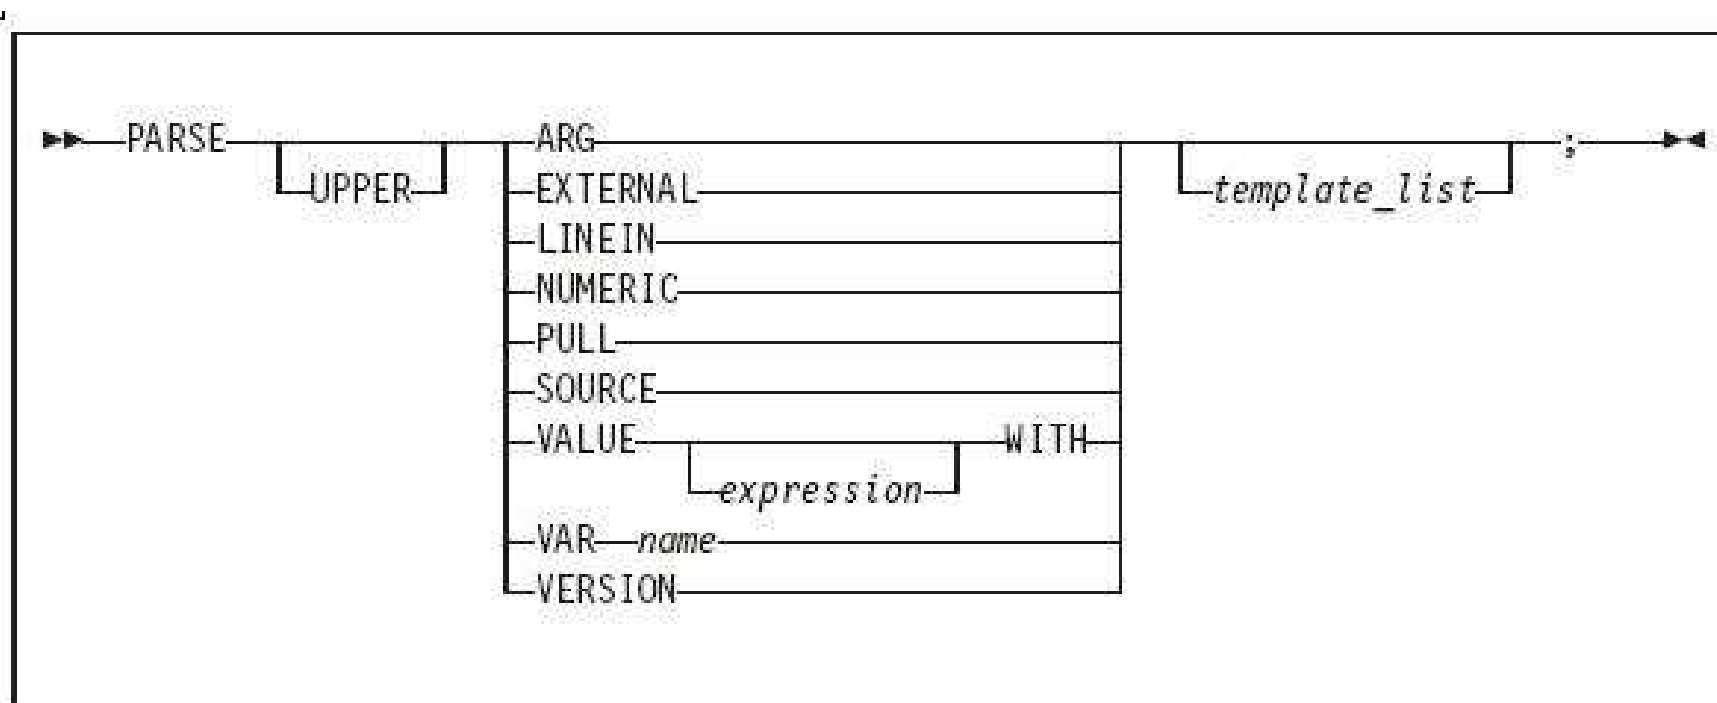 PARSE ARG ;
UPPER EXTERNAL template_list
LINEIN
NUMERIC
PULL
SOURCE
VALUE WITH
expression
VAR name
VERSION